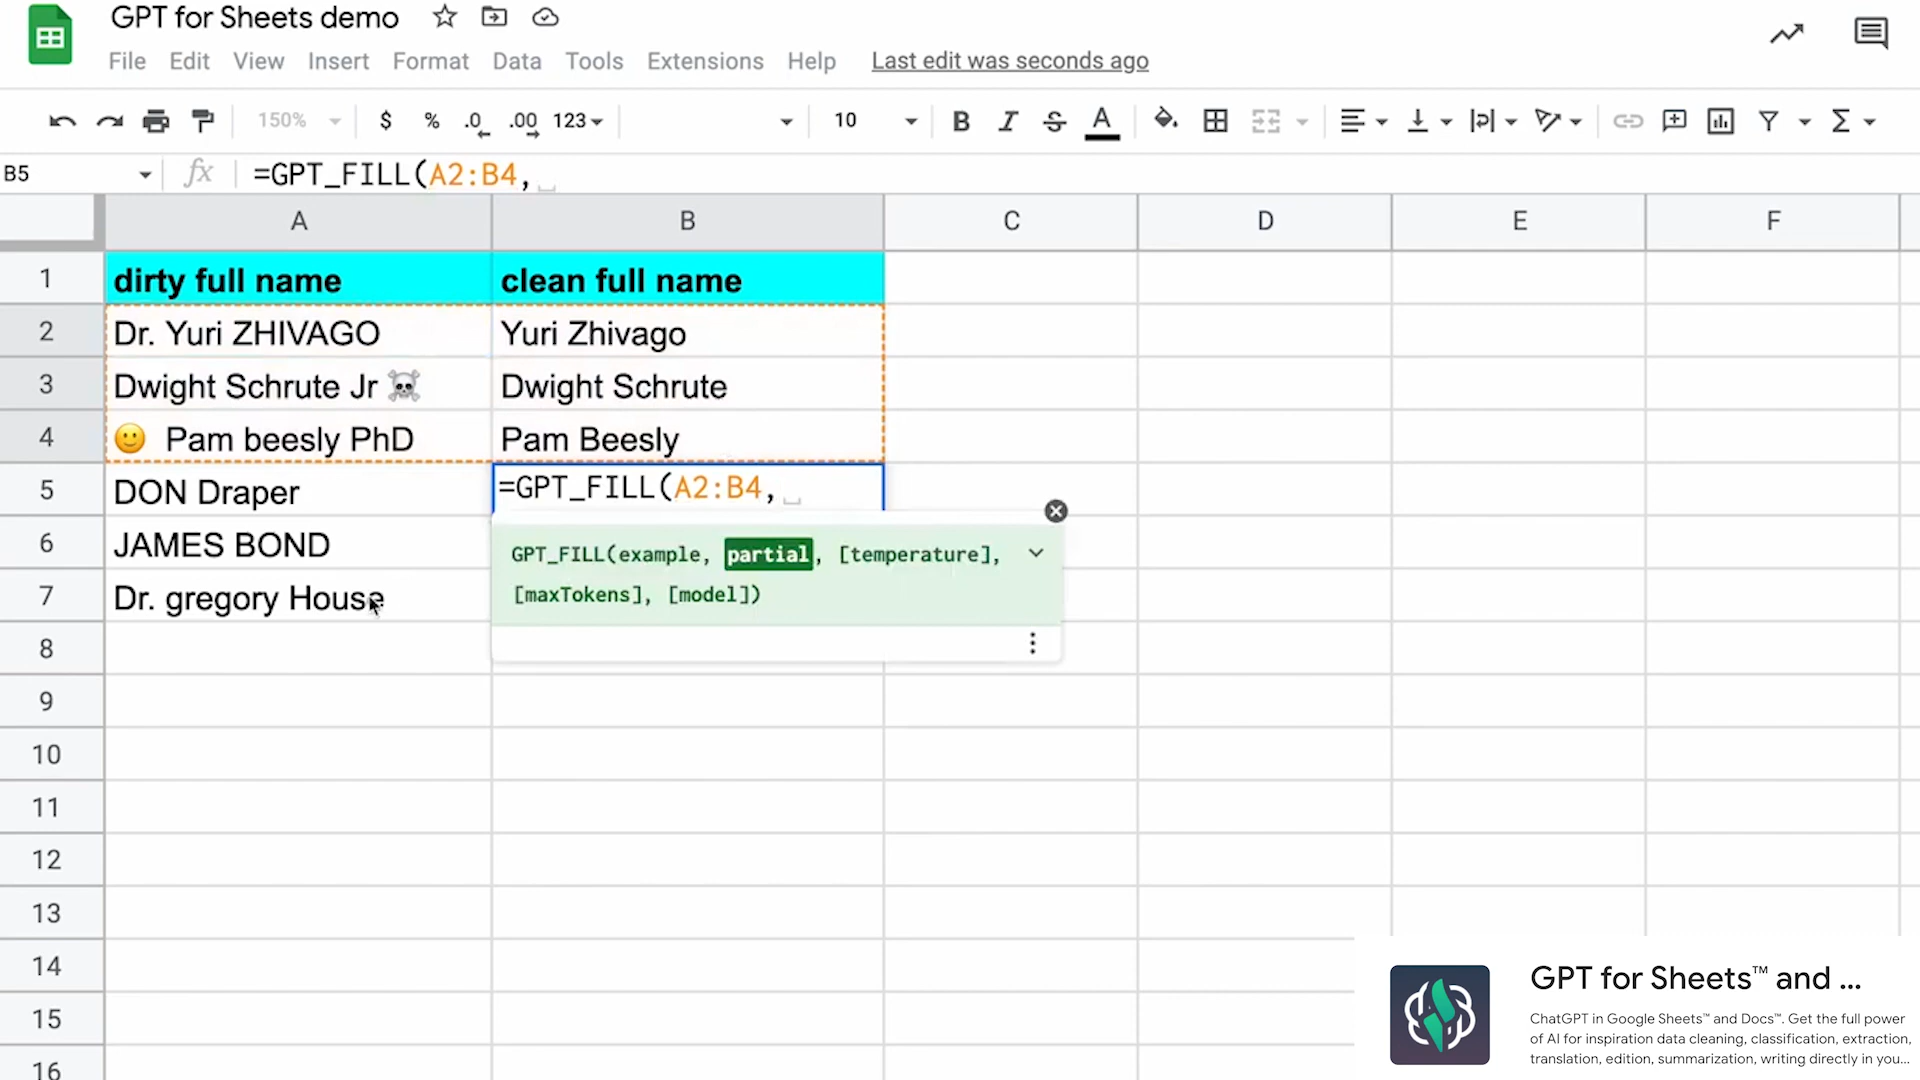 GPT for Sheets demo
File Edit View Insert Format Data Tools Extensions Help Last edit was seconds ago
150% $ % .0 .00 123 10 B I S A
B5 fx =GPT_FILL(A2:B4,
A B C D E F
1 dirty full name clean full name
2 Dr. Yuri ZHIVAGO Yuri Zhivago
3 Dwight Schrute Jr ☠️ Dwight Schrute
4 🙂 Pam beesly PhD Pam Beesly
5 DON Draper =GPT_FILL(A2:B4,
GPT_FILL(example, partial, [temperature],
6 JAMES BOND
[maxTokens], [model])
7 Dr. gregory House
8
9
10
11
12
13
14
15
16
GPT for Sheets™ and ...
ChatGPT in Google Sheets™ and Docs™. Get the full power
of AI for inspiration data cleaning, classification, extraction,
translation, edition, summarization, writing directly in you...